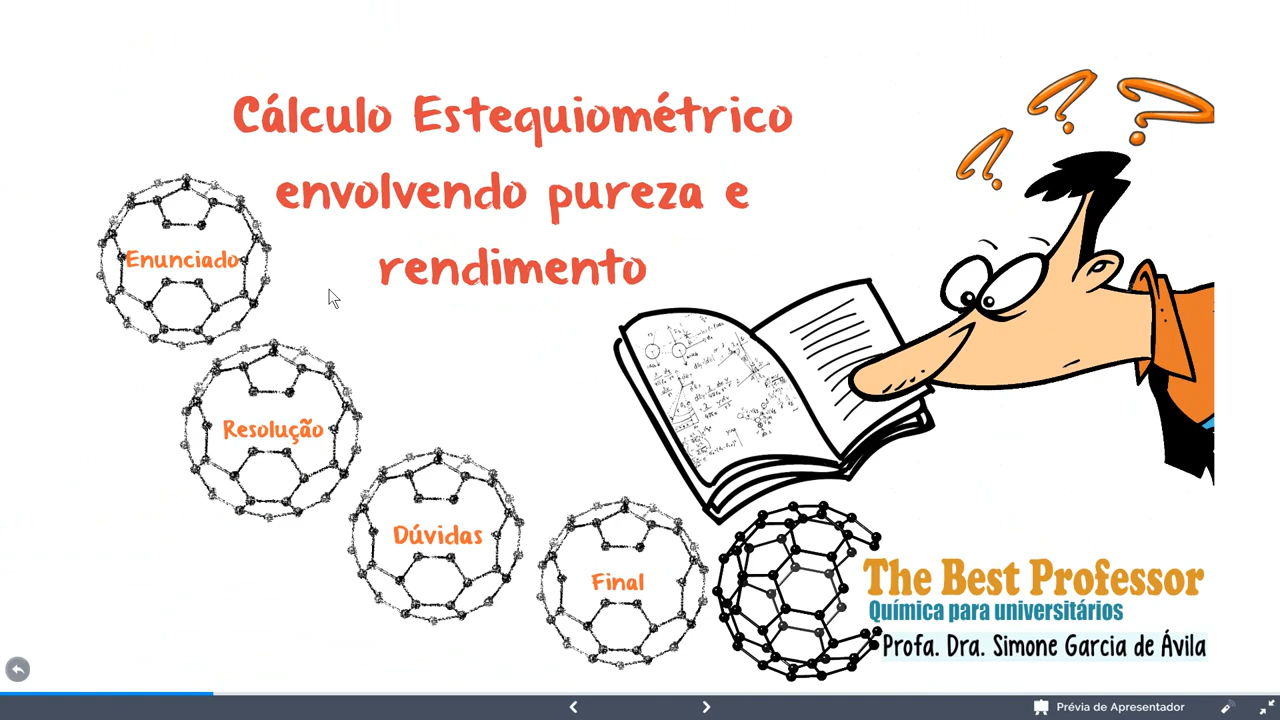 Cálculo Estequiométrico
envolvendo pureza e
rendimento
Enunciado
Resolução
Dúvidas
Final
The Best Professor
Química para universitários
Profa. Dra. Simone Garcia de Ávila
Prévia de Apresentador